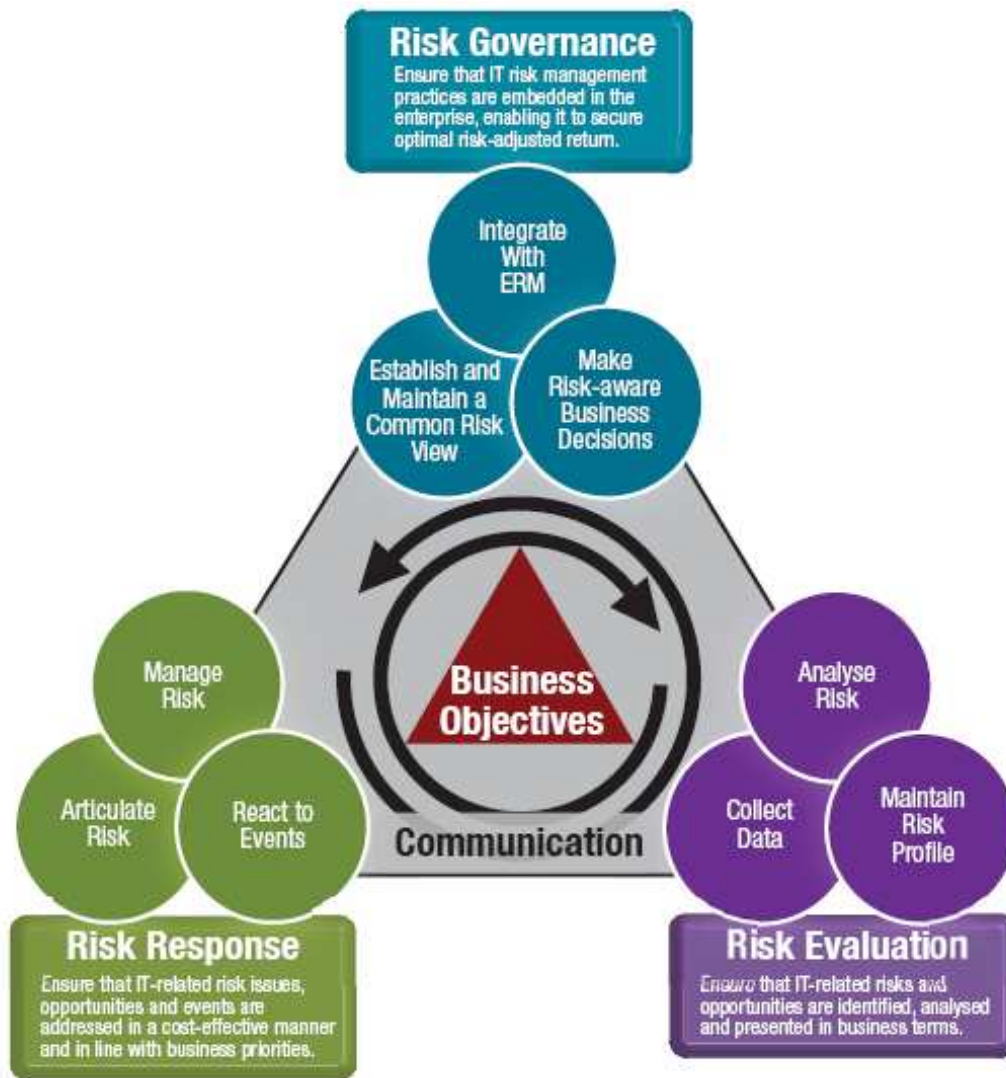 Risk Governance
Ensure that IT risk management
practices are embedded in the
enterprise, enabling it to secure
optimal risk-adjusted return.
Integrate
With
ERM
Establish and
Maintain a
Common Risk
View
Make
Risk-aware
Business
Decisions
Business
Objectives
Communication
Manage
Risk
Articulate
Risk
React to
Events
Analyse
Risk
Collect
Data
Maintain
Risk
Profile
Risk Response
Ensure that IT-related risk issues,
opportunities and events are
addressed in a cost-effective manner
and in line with business priorities.
Risk Evaluation
Ensure that IT-related risks and
opportunities are identified, analysed
and presented in business terms.